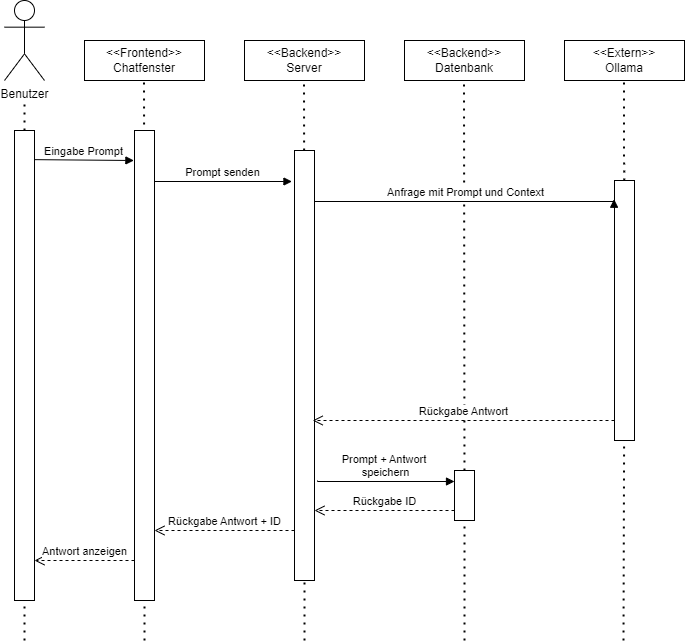 <<Frontend>>
Chatfenster
<<Backend>>
Server
<<Backend>>
Datenbank
<<Extern>>
Ollama
Benutzer
Eingabe Prompt
Prompt senden
Anfrage mit Prompt und Context
Rückgabe Antwort
Prompt + Antwort
speichern
Rückgabe ID
Rückgabe Antwort + ID
Antwort anzeigen